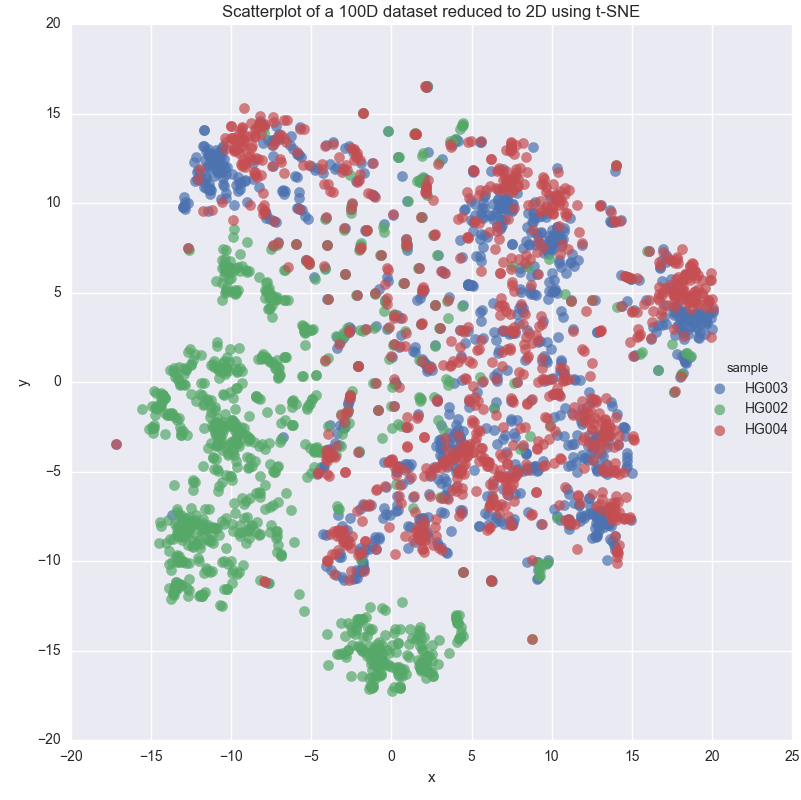 Scatterplot of a 100D dataset reduced to 2D using t-SNE
20
15
10
5
0
−5
−10
−15
−20
y
sample
HG003
HG002
HG004
−20 −15 −10 −5 0 5 10 15 20 25
x